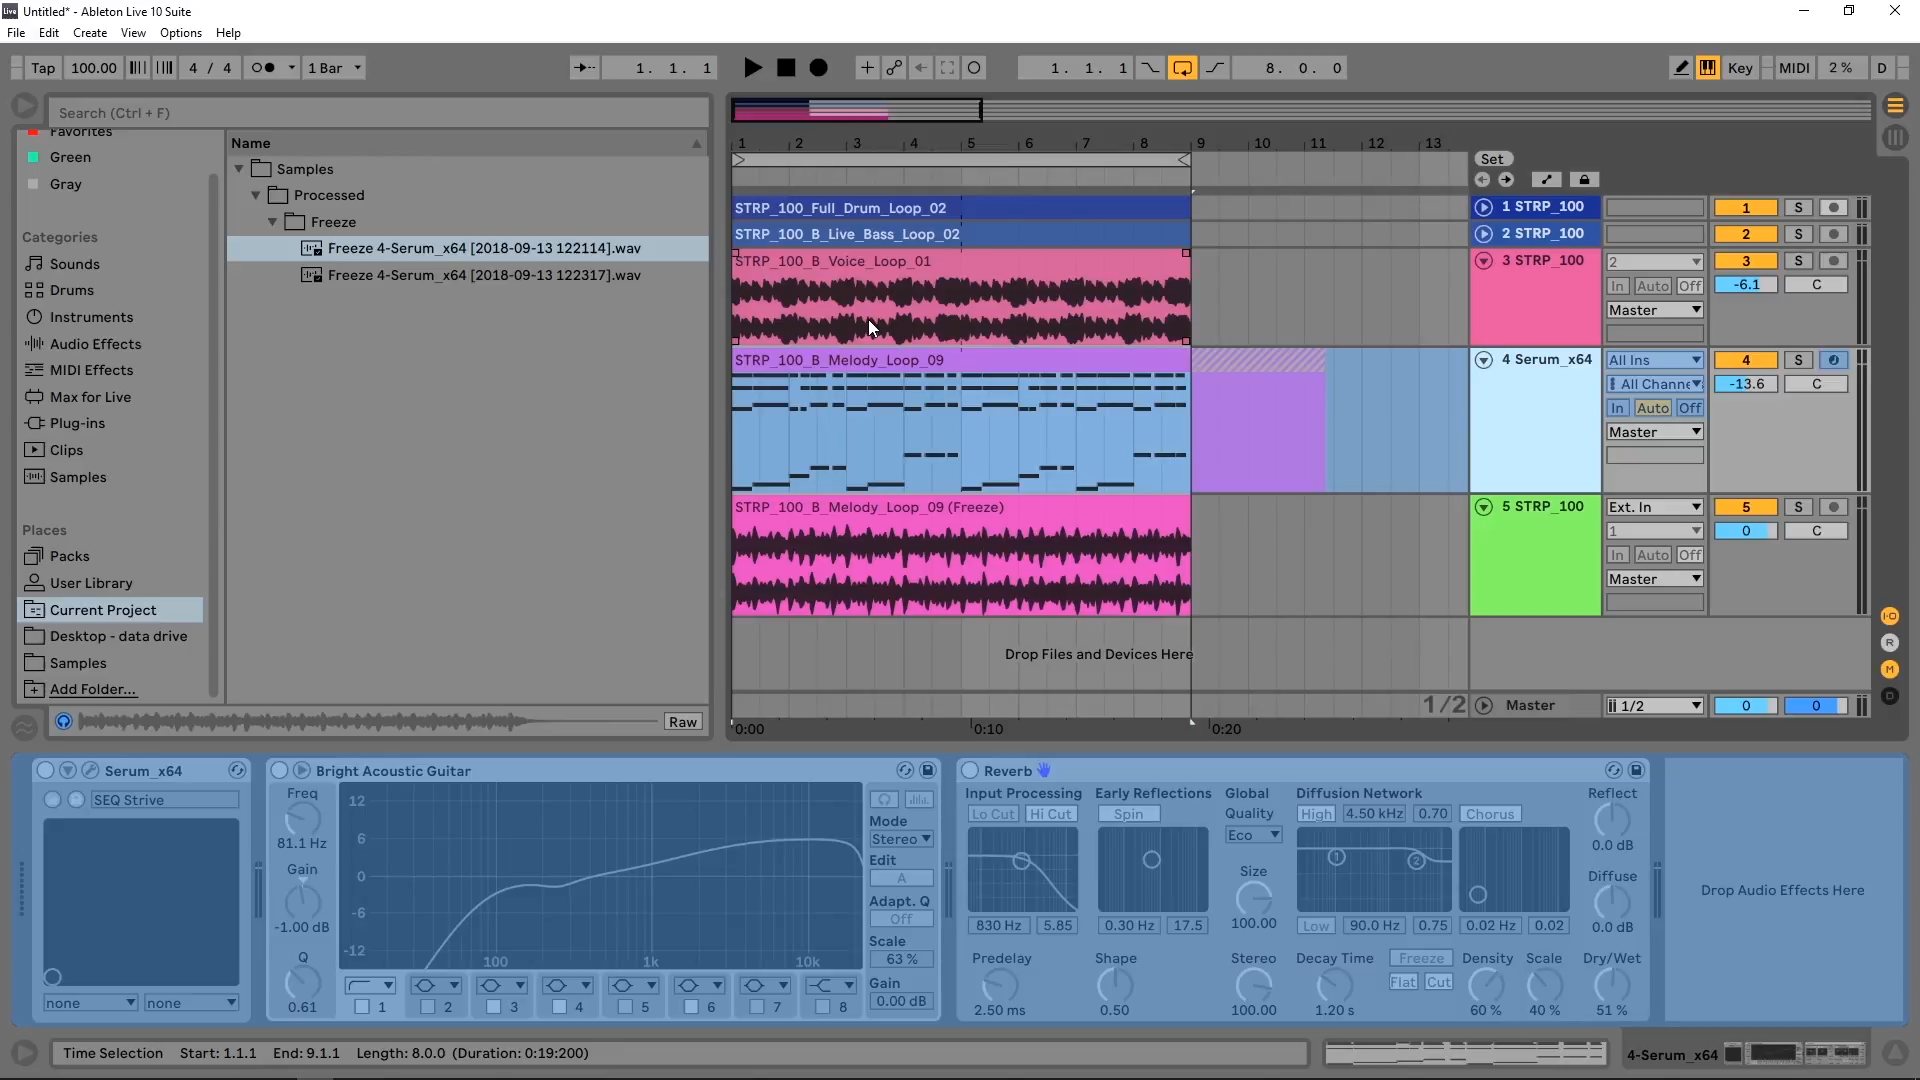 Live Untitled* - Ableton Live 10 Suite
File Edit Create View Options Help
Tap 100.00 4 / 4 1 Bar 1. 1. 1 1. 1. 1 8. 0. 0 Key MIDI 2 % D
Search (Ctrl + F)
Favorites
Green
Gray
Categories
Sounds
Drums
Instruments
Audio Effects
MIDI Effects
Max for Live
Plug-ins
Clips
Samples
Places
Packs
User Library
Current Project
Desktop - data drive
Samples
Add Folder...
Name
Samples
Processed
Freeze
Freeze 4-Serum_x64 [2018-09-13 122114].wav
Freeze 4-Serum_x64 [2018-09-13 122317].wav
Raw
1 2 3 4 5 6 7 8 9 10 11 12 13
Set
STRP_100_Full_Drum_Loop_02 1 STRP_100 1 S
STRP_100_B_Live_Bass_Loop_02 2 STRP_100 2 S
STRP_100_B_Voice_Loop_01 3 STRP_100 2 3 S
In Auto Off -6.1 C
Master
STRP_100_B_Melody_Loop_09 4 Serum_x64 All Ins 4 S
All Channe -13.6 C
In Auto Off
Master
STRP_100_B_Melody_Loop_09 (Freeze) 5 STRP_100 Ext. In 5 S
1 0 C
In Auto Off
Master
Drop Files and Devices Here
1/2 Master 1/2 0 0
0:00 0:10 0:20
I·O
R
M
D
Serum_x64
SEQ Strive
none none
Bright Acoustic Guitar
Freq
81.1 Hz
Gain
-1.00 dB
Q
0.61
12
6
0
-6
-12
100 1k 10k
1 2 3 4 5 6 7 8
Mode
Stereo
Edit
A
Adapt. Q
Off
Scale
63 %
Gain
0.00 dB
Reverb
Input Processing Early Reflections Global Diffusion Network Reflect
Lo Cut Hi Cut Spin Quality High 4.50 kHz 0.70 Chorus
Eco 0.0 dB
1 2
Size Diffuse
100.00
830 Hz 5.85 0.30 Hz 17.5 Low 90.0 Hz 0.75 0.02 Hz 0.02 0.0 dB
Predelay Shape Stereo Decay Time Freeze Density Scale Dry/Wet
Flat Cut
2.50 ms 0.50 100.00 1.20 s 60 % 40 % 51 %
Drop Audio Effects Here
Time Selection Start: 1.1.1 End: 9.1.1 Length: 8.0.0 (Duration: 0:19:200)
4-Serum_x64